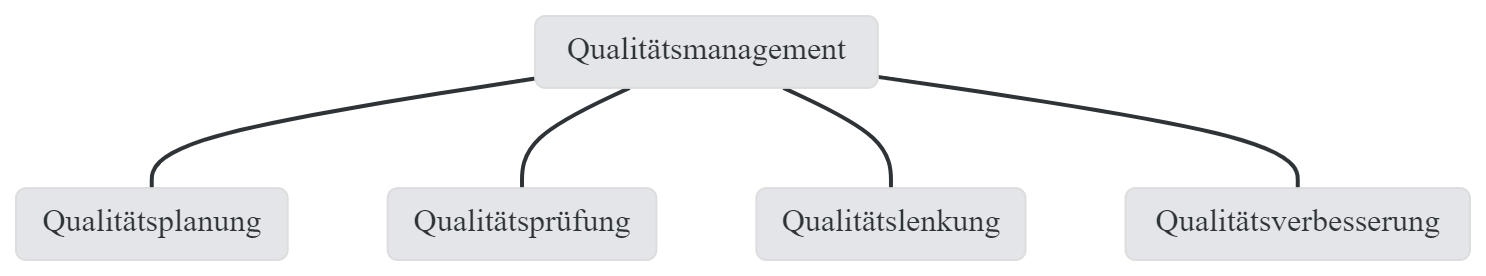 Qualitätsmanagement
Qualitätsplanung
Qualitätsprüfung
Qualitätslenkung
Qualitätsverbesserung